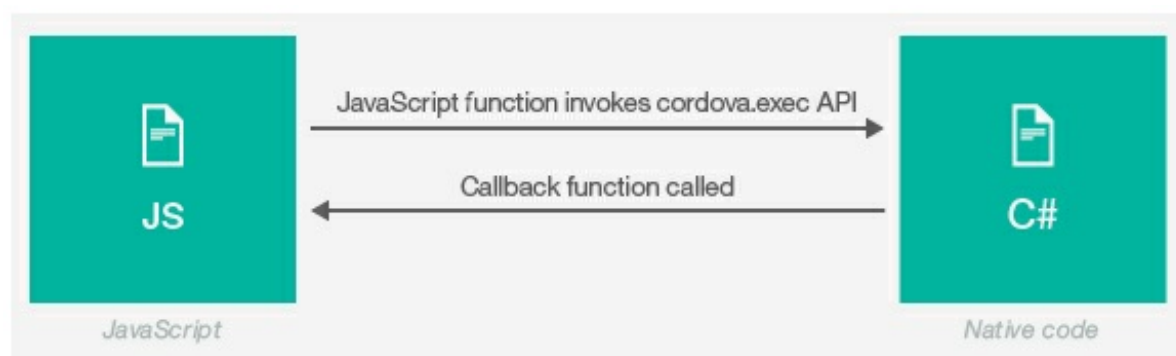 JavaScript function invokes cordova.exec API
Callback function called
JS
C#
JavaScript
Native code